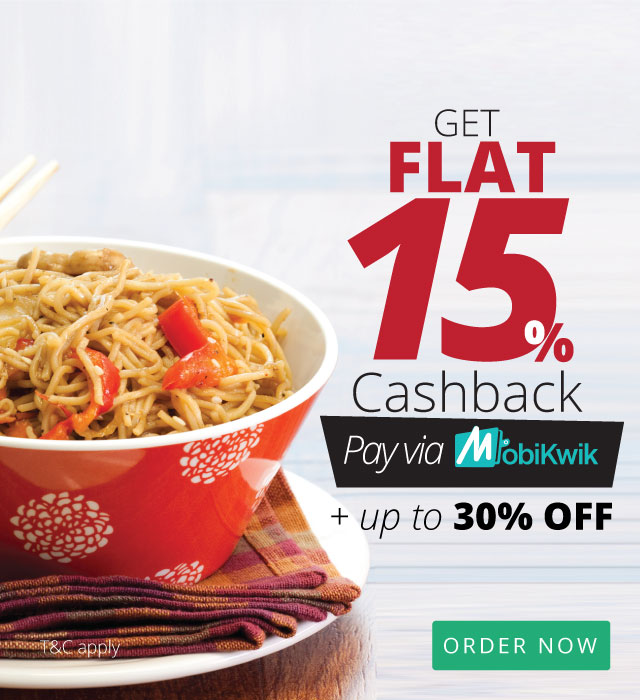 GET
FLAT
15%
Cashback
Pay via MobiKwik
+ up to 30% OFF
T&C apply
ORDER NOW